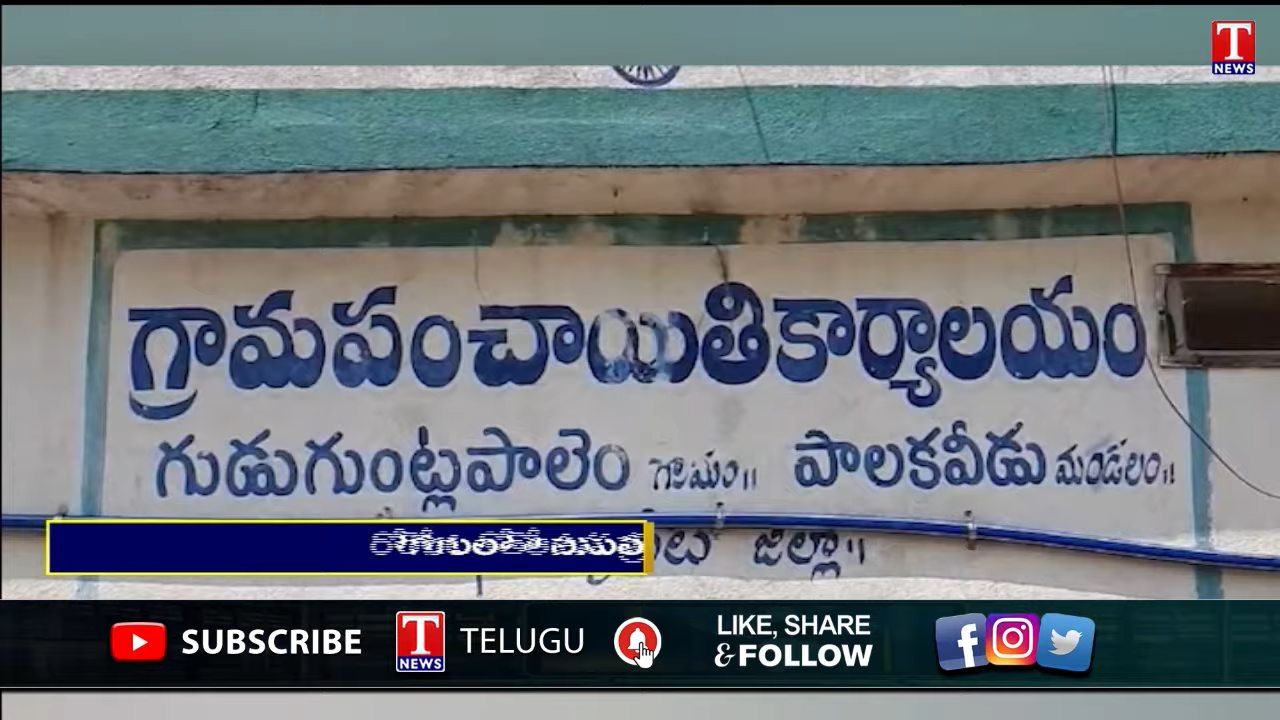 T NEWS
గ్రామపంచాయితి కార్యాలయం
గుడుగుంట్లపాలెం గ్రామం॥ పాలకవీడు మండలం॥
జిల్లా॥
SUBSCRIBE T NEWS TELUGU LIKE, SHARE & FOLLOW